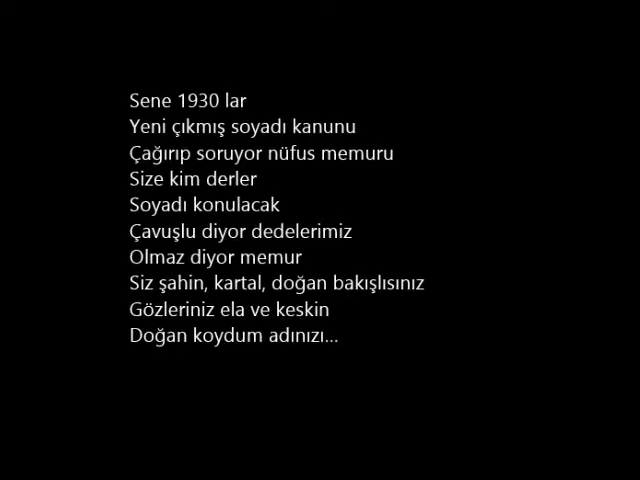 Sene 1930 lar
Yeni çıkmış soyadı kanunu
Çağırıp soruyor nüfus memuru
Size kim derler
Soyadı konulacak
Çavuşlu diyor dedelerimiz
Olmaz diyor memur
Siz şahin, kartal, doğan bakışlısınız
Gözleriniz ela ve keskin
Doğan koydum adınızı...